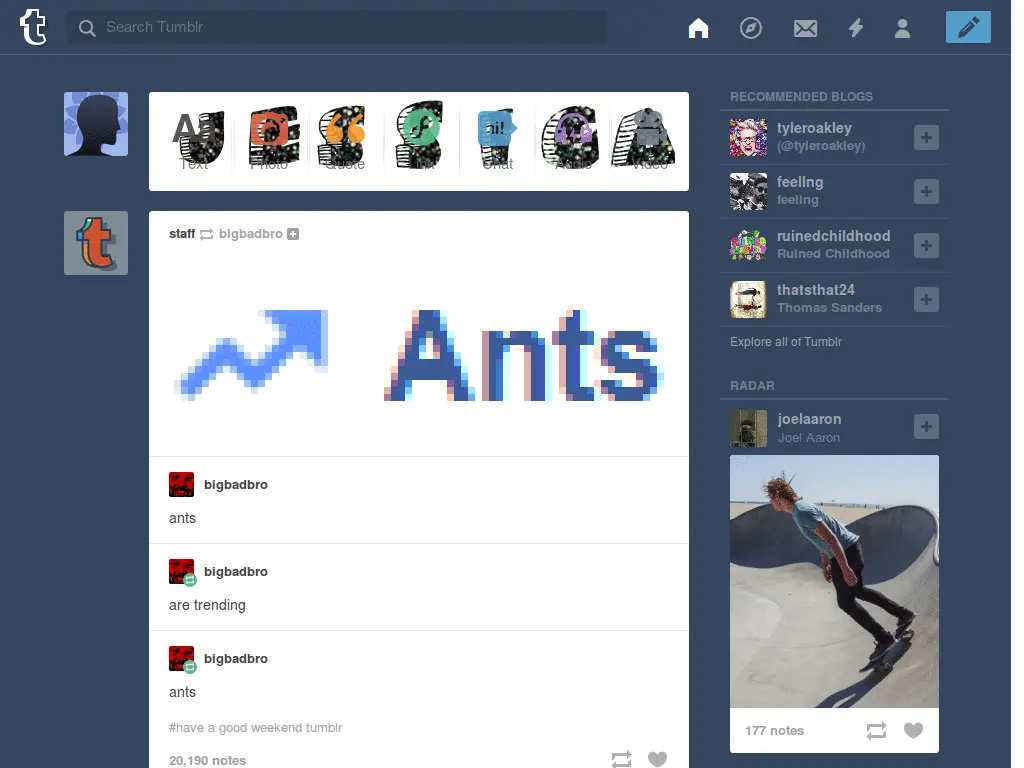 Search Tumblr
Aa
hi!
Text
Photo
Quote
Link
Chat
Audio
Video
staff bigbadbro
Ants
bigbadbro
ants
bigbadbro
are trending
bigbadbro
ants
#have a good weekend tumblr
20,190 notes
RECOMMENDED BLOGS
tyleroakley
(@tyleroakley)
feellng
feellng
ruinedchildhood
Ruined Childhood
thatsthat24
Thomas Sanders
Explore all of Tumblr
RADAR
joelaaron
Joel Aaron
177 notes